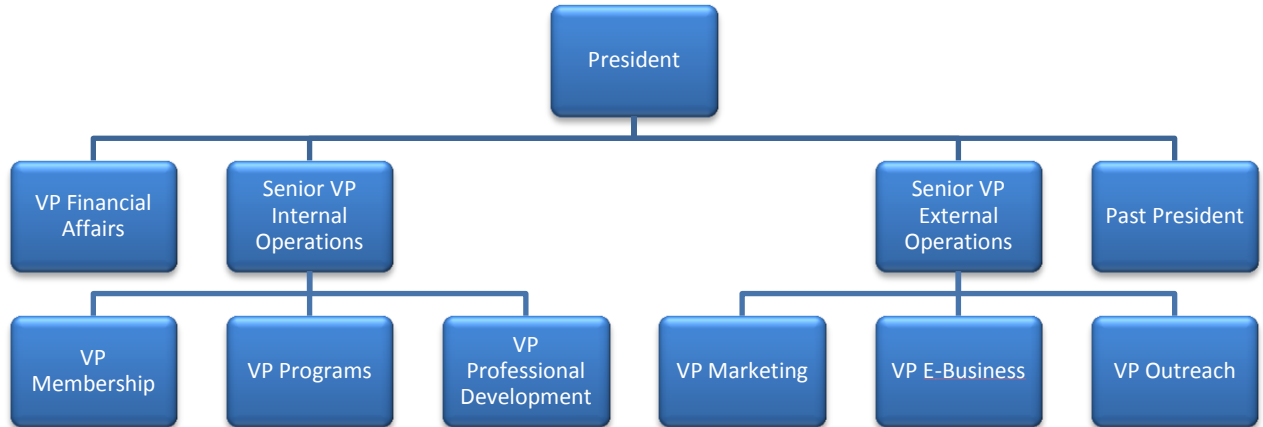 President
VP Financial
Affairs
Senior VP
Internal
Operations
Senior VP
External
Operations
Past President
VP
Membership
VP Programs
VP
Professional
Development
VP Marketing
VP E-Business
VP Outreach